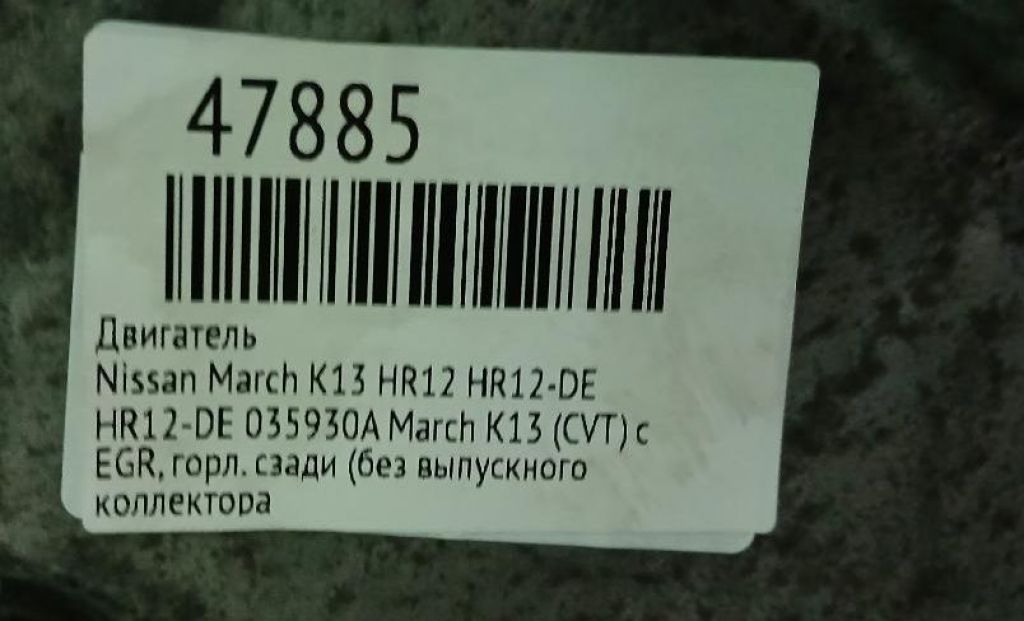 47885
Двигатель
Nissan March K13 HR12 HR12-DE
HR12-DE 035930A March K13 (CVT) с
EGR, горл. сзади (без выпускного
коллектора